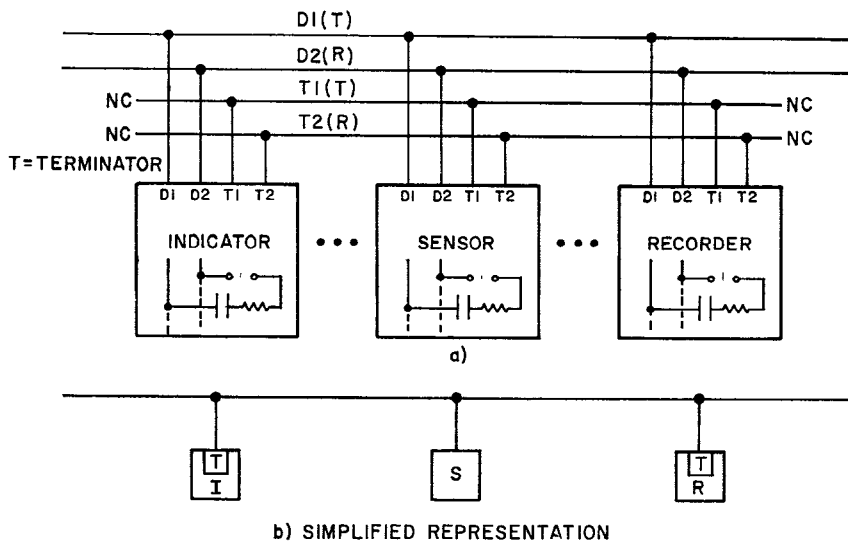 D1(T)
D2(R)
NC T1(T) NC
NC T2(R) NC
T=TERMINATOR
D1 D2 T1 T2 D1 D2 T1 T2 D1 D2 T1 T2
INDICATOR ••• SENSOR ••• RECORDER
a)
T T
I S R
b) SIMPLIFIED REPRESENTATION